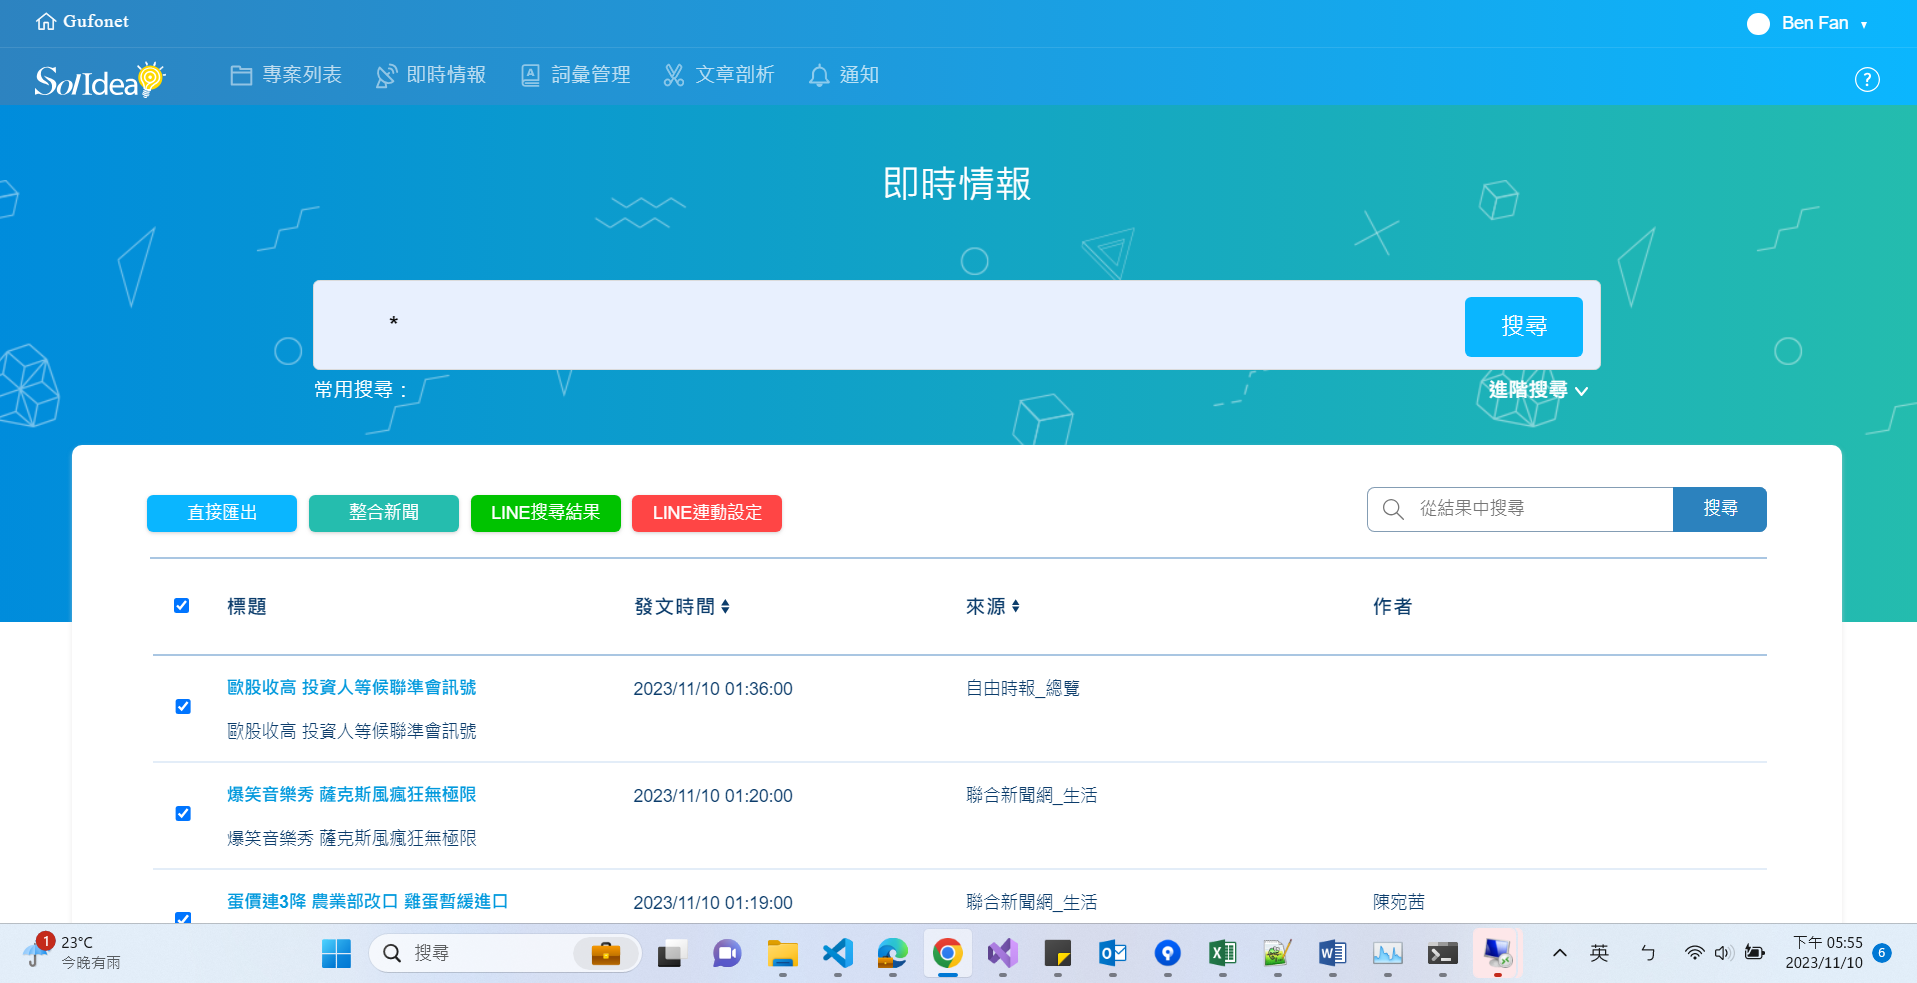 Gufonet
Ben Fan
SolIdea
專案列表 即時情報 詞彙管理 文章剖析 通知
?
即時情報
*
搜尋
常用搜尋：
進階搜尋
直接匯出 整合新聞 LINE搜尋結果 LINE連動設定
從結果中搜尋 搜尋
標題 發文時間 來源 作者
歐股收高 投資人等候聯準會訊號 2023/11/10 01:36:00 自由時報_總覽
歐股收高 投資人等候聯準會訊號
爆笑音樂秀 薩克斯風瘋狂無極限 2023/11/10 01:20:00 聯合新聞網_生活
爆笑音樂秀 薩克斯風瘋狂無極限
蛋價連3降 農業部改口 雞蛋暫緩進口 2023/11/10 01:19:00 聯合新聞網_生活 陳宛茜
1
23°C
今晚有雨
搜尋
英
ㄅ
下午 05:55
2023/11/10
6